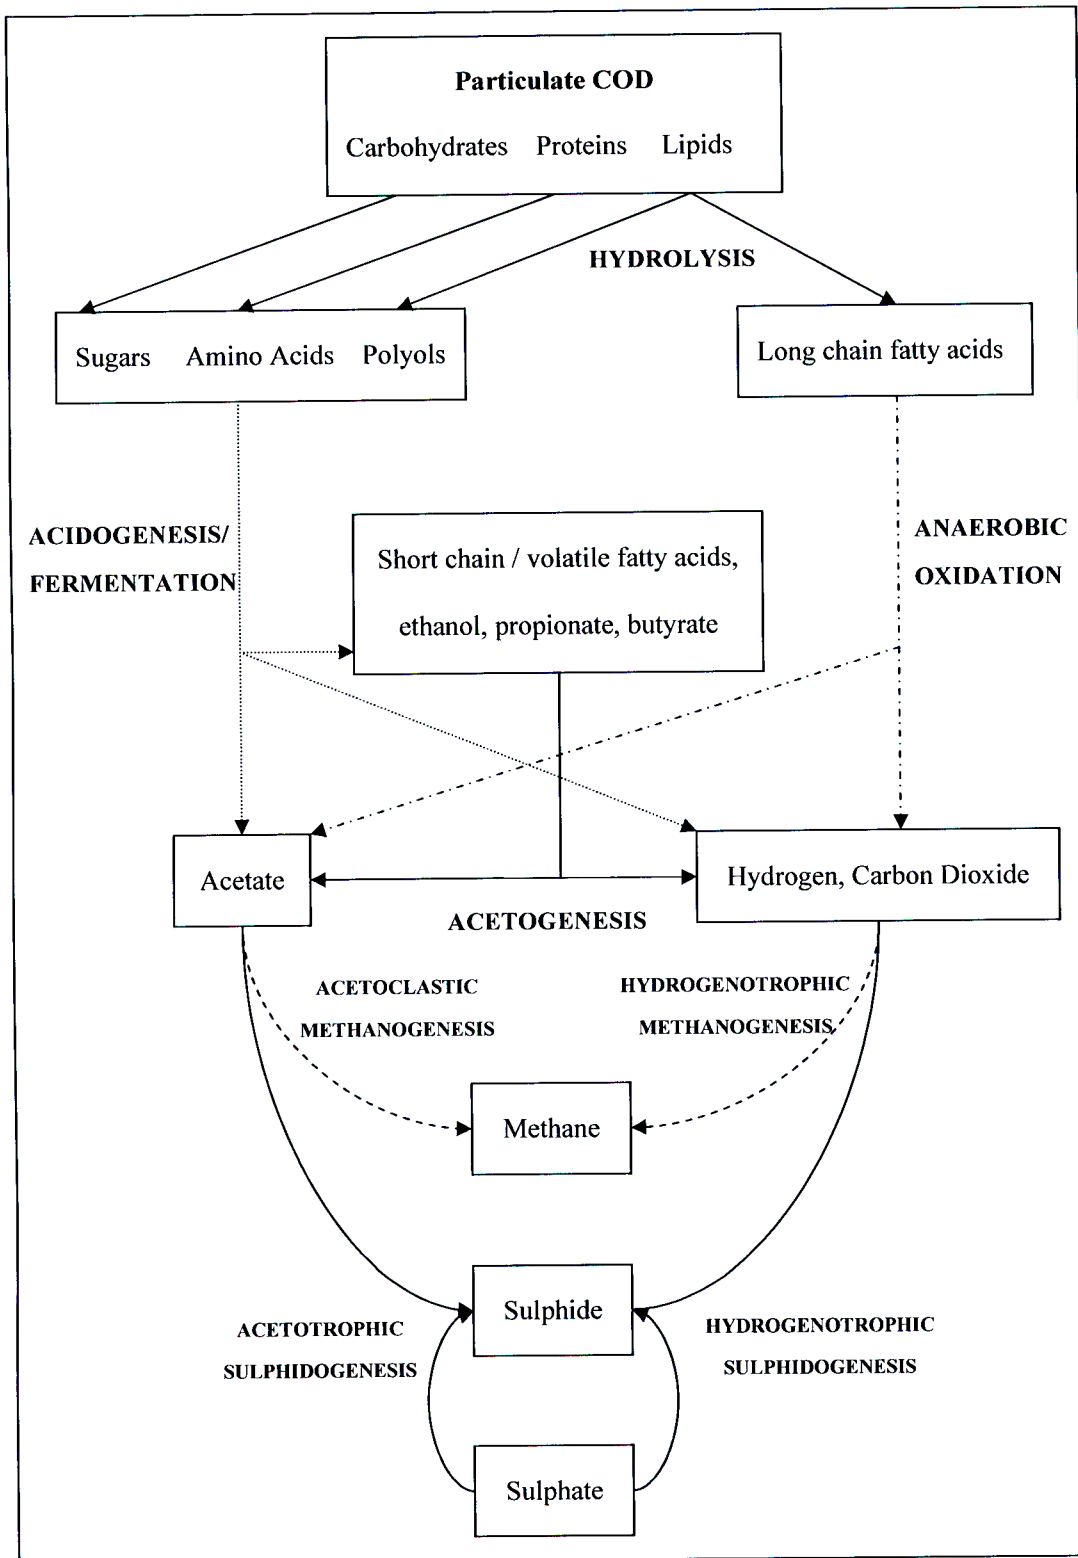 Particulate COD
Carbohydrates Proteins Lipids
HYDROLYSIS
Sugars Amino Acids Polyols
Long chain fatty acids
ACIDOGENESIS/
FERMENTATION
Short chain / volatile fatty acids,
ethanol, propionate, butyrate
ANAEROBIC
OXIDATION
Acetate
Hydrogen, Carbon Dioxide
ACETOGENESIS
ACETOCLASTIC
METHANOGENESIS
HYDROGENOTROPHIC
METHANOGENESIS
Methane
Sulphide
ACETOTROPHIC
SULPHIDOGENESIS
HYDROGENOTROPHIC
SULPHIDOGENESIS
Sulphate